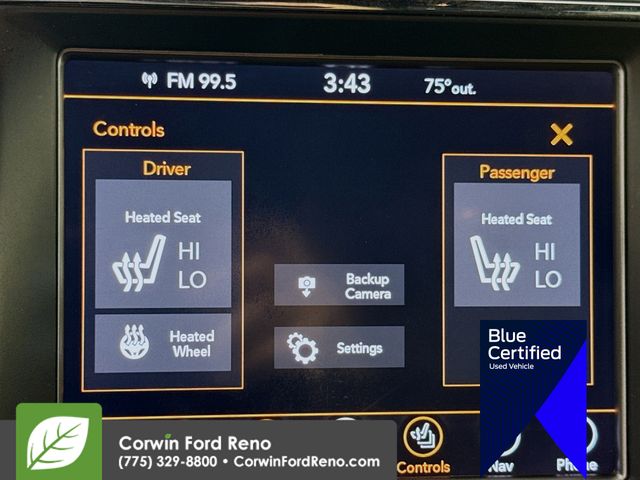 FM 99.5 3:43 75° out.
Controls
Driver
Heated Seat
HI
LO
Heated
Wheel
Backup
Camera
Settings
Passenger
Heated Seat
HI
LO
Blue
Certified
Used Vehicle
Controls
Nav
Phone
Corwin Ford Reno
(775) 329-8800 • CorwinFordReno.com